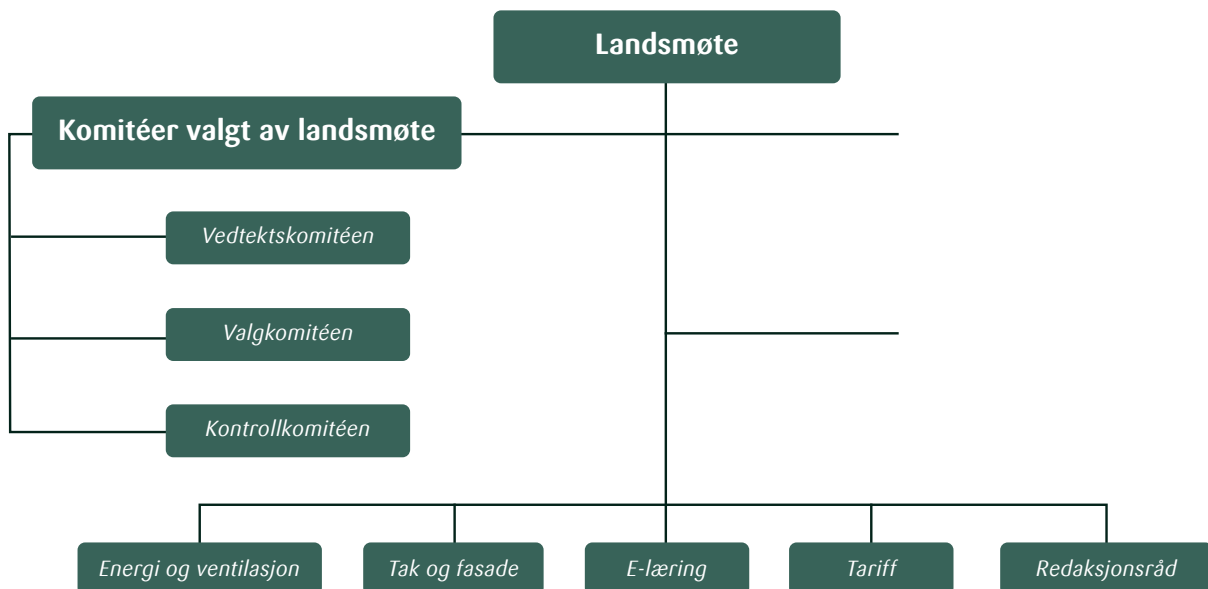 Landsmøte
Komitéer valgt av landsmøte
Vedtektskomitéen
Valgkomitéen
Kontrollkomitéen
Energi og ventilasjon
Tak og fasade
E-læring
Tariff
Redaksjonsråd